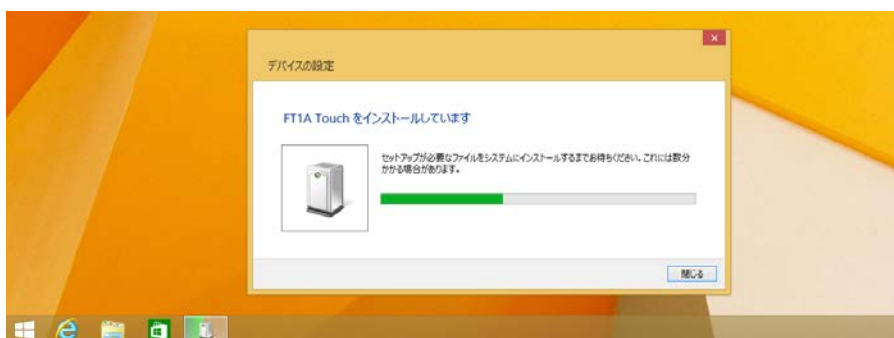 デバイスの設定
FT1A Touch をインストールしています
セットアップが必要なファイルをシステムにインストールするまでお待ちください。これには数分
かかる場合があります。
閉じる